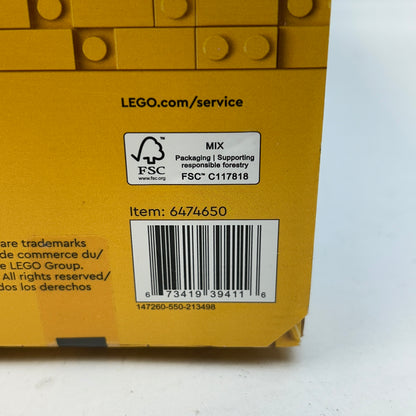 LEGO.com/service
FSC
www.fsc.org
MIX
Packaging | Supporting
responsible forestry
FSC™ C117818
Item: 6474650
are trademarks
de commerce du/
e LEGO Group.
All rights reserved/
dos los derechos
6 73419 39411 6
147260-550-213498